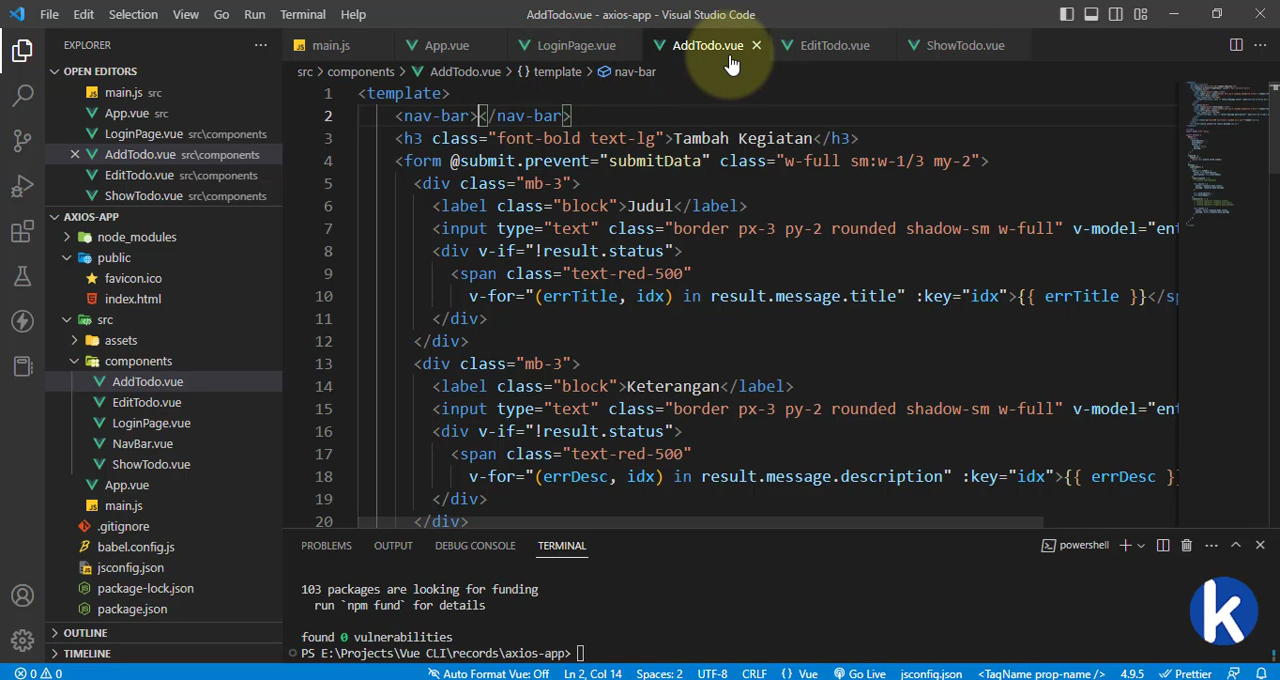 File Edit Selection View Go Run Terminal Help
AddTodo.vue - axios-app - Visual Studio Code
EXPLORER
OPEN EDITORS
main.js src
App.vue src
LoginPage.vue src\components
AddTodo.vue src\components
EditTodo.vue src\components
ShowTodo.vue src\components
AXIOS-APP
node_modules
public
favicon.ico
index.html
src
assets
components
AddTodo.vue
EditTodo.vue
LoginPage.vue
NavBar.vue
ShowTodo.vue
App.vue
main.js
.gitignore
babel.config.js
jsconfig.json
package-lock.json
package.json
OUTLINE
TIMELINE
main.js App.vue LoginPage.vue AddTodo.vue EditTodo.vue ShowTodo.vue
src > components > AddTodo.vue > {} template > nav-bar
1 <template>
2 <nav-bar></nav-bar>
3 <h3 class="font-bold text-lg">Tambah Kegiatan</h3>
4 <form @submit.prevent="submitData" class="w-full sm:w-1/3 my-2">
5 <div class="mb-3">
6 <label class="block">Judul</label>
7 <input type="text" class="border px-3 py-2 rounded shadow-sm w-full" v-model="ent
8 <div v-if="!result.status">
9 <span class="text-red-500"
10 v-for="(errTitle, idx) in result.message.title" :key="idx">{{ errTitle }}</sp
11 </div>
12 </div>
13 <div class="mb-3">
14 <label class="block">Keterangan</label>
15 <input type="text" class="border px-3 py-2 rounded shadow-sm w-full" v-model="ent
16 <div v-if="!result.status">
17 <span class="text-red-500"
18 v-for="(errDesc, idx) in result.message.description" :key="idx">{{ errDesc }
19 </div>
20 </div>
PROBLEMS OUTPUT DEBUG CONSOLE TERMINAL
powershell
103 packages are looking for funding
run `npm fund` for details
found 0 vulnerabilities
PS E:\Projects\Vue CLI\records\axios-app>
k
0 0 Auto Format Vue: Off Ln 2, Col 14 Spaces: 2 UTF-8 CRLF {} Vue Go Live jsconfig.json <TagName prop-name /> 4.9.5 Prettier